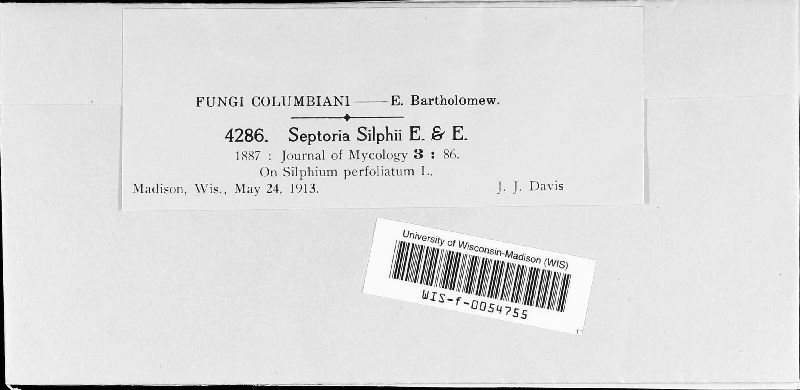 FUNGI COLUMBIANI —— E. Bartholomew.
4286. Septoria Silphii E. & E.
1887 : Journal of Mycology 3 : 86.
On Silphium perfoliatum L.
Madison, Wis., May 24, 1913. J. J. Davis
University of Wisconsin-Madison (WIS)
WIS-f-0054755